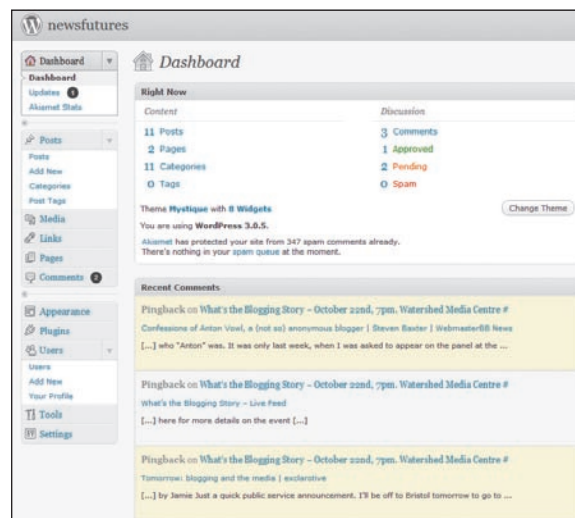 newsfutures
Dashboard
Dashboard
Updates 1
Akismet Stats
Posts
Posts
Add New
Categories
Post Tags
Media
Links
Pages
Comments 2
Appearance
Plugins
Users
Users
Add New
Your Profile
Tools
Settings
Dashboard
Right Now
Content
Discussion
11 Posts
3 Comments
2 Pages
1 Approved
11 Categories
2 Pending
0 Tags
0 Spam
Theme Mystique with 8 Widgets
Change Theme
You are using WordPress 3.0.5.
Akismet has protected your site from 347 spam comments already.
There's nothing in your spam queue at the moment.
Recent Comments
Pingback on What's the Blogging Story – October 22nd, 7pm. Watershed Media Centre #
Confessions of Anton Vowl, a (not so) anonymous blogger | Steven Baxter | WebmasterBB News
[...] who "Anton" was. It was only last week, when I was asked to appear on the panel at the ...
Pingback on What's the Blogging Story – October 22nd, 7pm. Watershed Media Centre #
What's the Blogging Story – Live Feed
[...] here for more details on the event [...]
Pingback on What's the Blogging Story – October 22nd, 7pm. Watershed Media Centre #
Tomorrow: blogging and the media | exclarotive
[...] by Jamie Just a quick public service announcement. I'll be off to Bristol tomorrow to go to ...